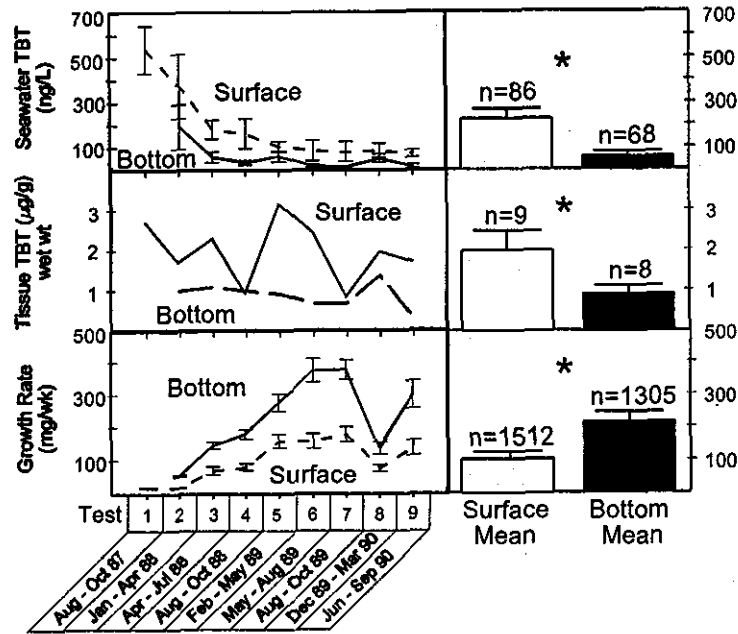 Seawater TBT
(ng/L)
700
500
300
100
Surface
Bottom
*
n=86
n=68
700
500
300
100
Tissue TBT (µg/g)
wet wt
3
2
1
Surface
Bottom
*
n=9
n=8
3
2
1
Growth Rate
(mg/wk)
500
300
100
Bottom
Surface
*
n=1512
n=1305
500
300
100
Test 1 2 3 4 5 6 7 8 9
Surface
Mean
Bottom
Mean
Aug - Oct 87
Jan - Apr 88
Apr - Jul 88
Aug - Oct 88
Feb - May 89
May - Aug 89
Aug - Oct 89
Dec 89 - Mar 90
Jun - Sep 90